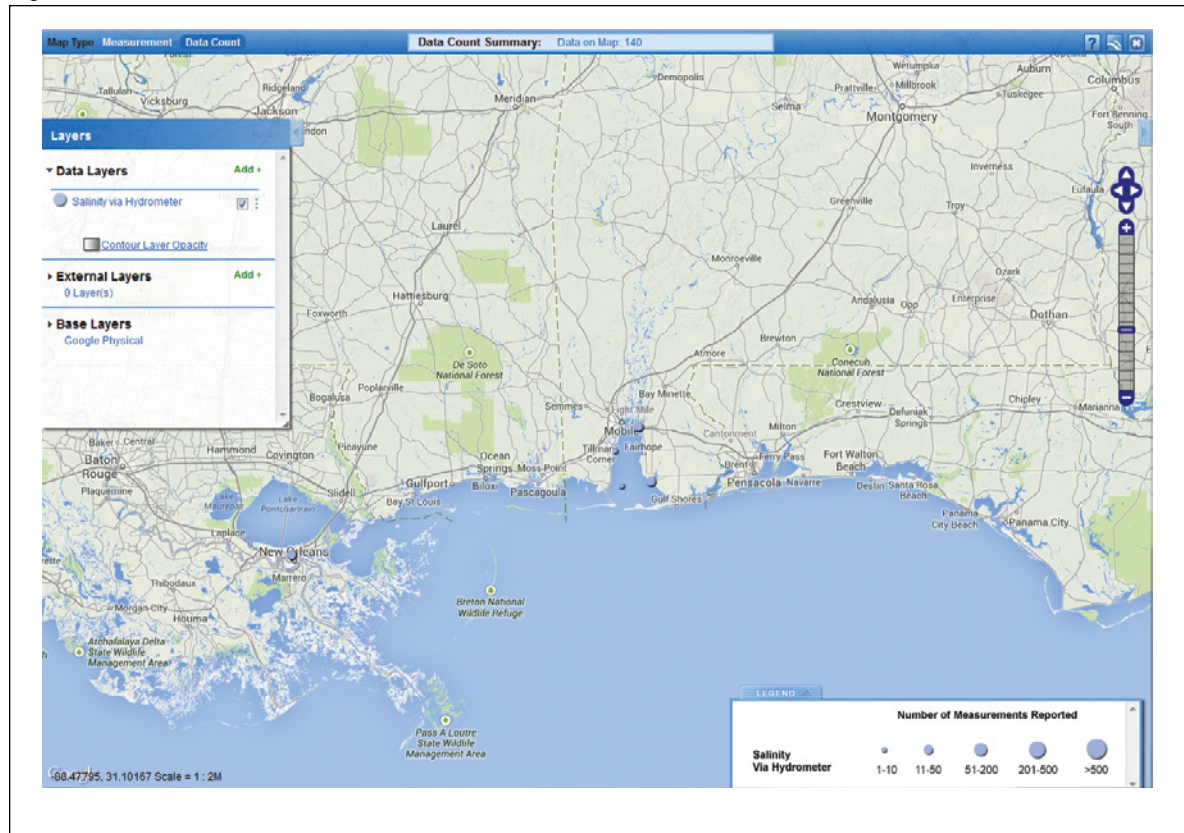 Map Type Measurement Data Count
Data Count Summary: Data on Map: 140
?
Layers
Data Layers Add +
Salinity via Hydrometer
Contour Layer Opacity
External Layers Add +
0 Layer(s)
Base Layers
Google Physical
Tallulah
Vicksburg
Ridgeland
Jackson
Meridian
Demopolis
Selma
Prattville
Wetumpka
Millbrook
Montgomery
Auburn
Tuskegee
Columbus
Fort Benning
South
Inverness
Eufaula
Laurel
Greenville
Troy
Monroeville
Ozark
Hattiesburg
Foxworth
Andalusia
Opp
Enterprise
Dothan
De Soto
National Forest
Brewton
Atmore
Conecuh
National Forest
Bogalusa
Poplarville
Semmes
Eight Mile
Bay Minette
Crestview
Defuniak
Springs
Chipley
Marianna
Mobile
Cantonment
Milton
Baker
Central
Baton
Rouge
Hammond
Covington
Picayune
Ocean
Springs
Moss Point
Tillmans
Corner
Fairhope
Brent
Ferry Pass
Fort Walton
Beach
Plaquemine
Lake
Maurepas
Lake
Pontchartrain
Slidell
Gulfport
Bay St Louis
Biloxi
Pascagoula
Gulf Shores
Pensacola
Navarre
Destin
Santa Rosa
Beach
Panama
City Beach
Panama City
Laplace
New Orleans
Marrero
Thibodaux
Morgan City
Houma
Breton National
Wildlife Refuge
Atchafalaya Delta
State Wildlife
Management Area
Pass A Loutre
State Wildlife
Management Area
LEGEND
Number of Measurements Reported
Salinity
Via Hydrometer
1-10 11-50 51-200 201-500 >500
Google
-88.47795, 31.10167 Scale = 1 : 2M